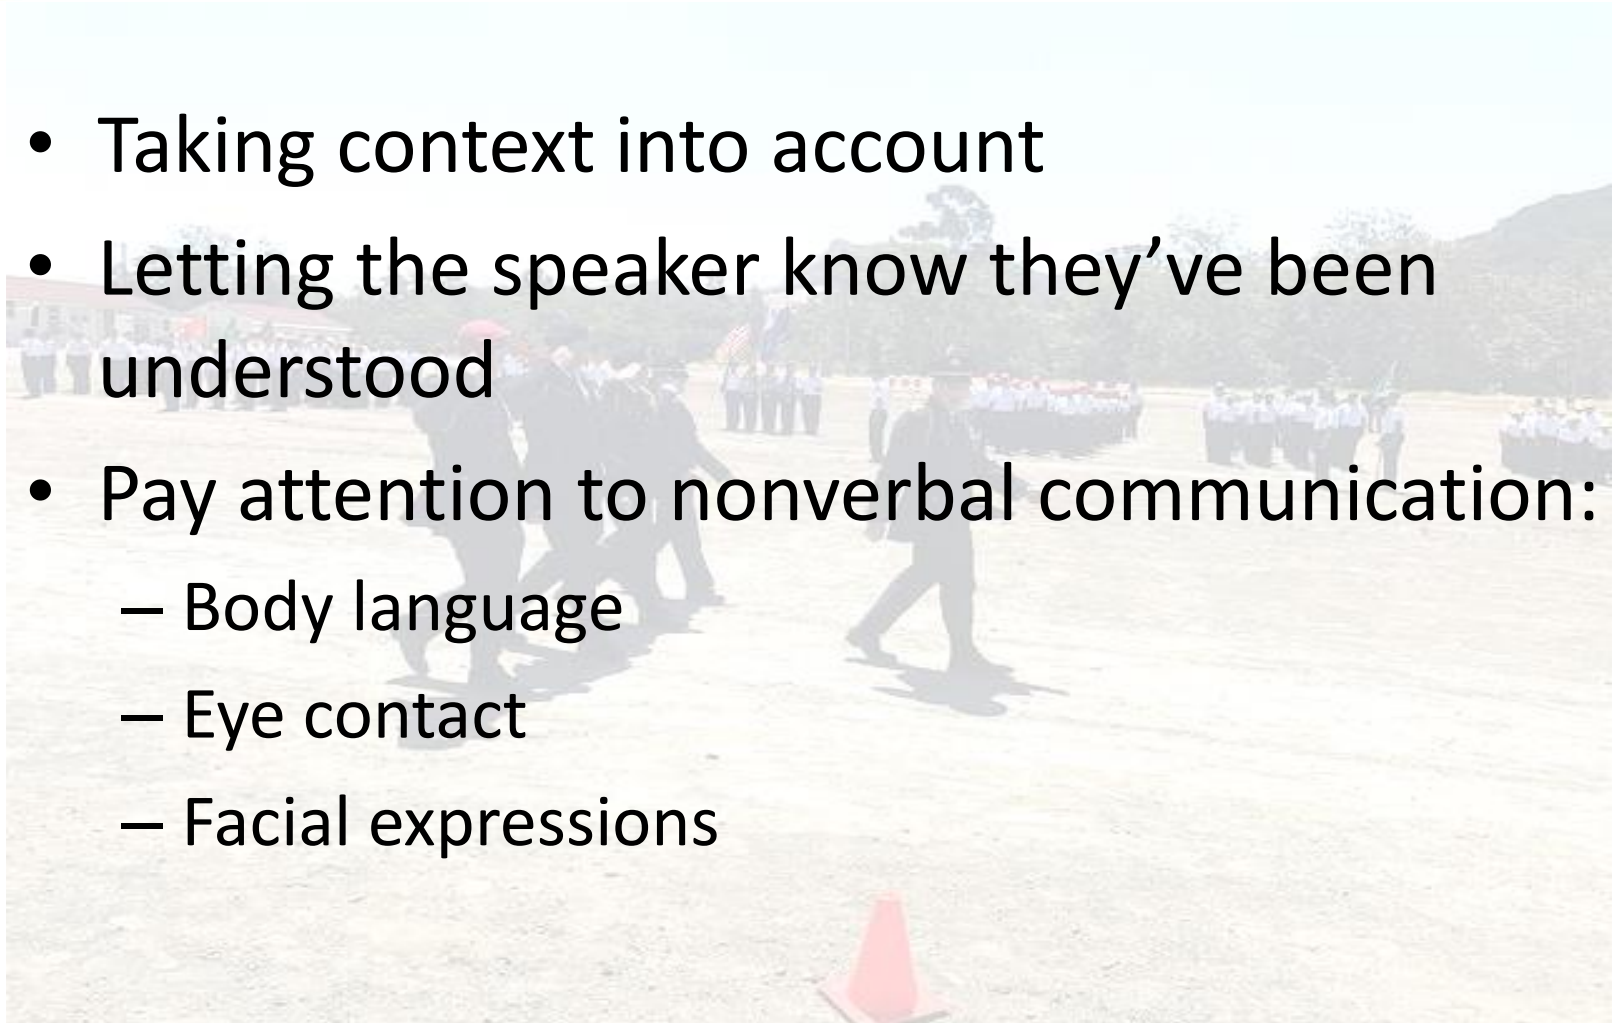 • Taking context into account
• Letting the speaker know they’ve been
understood
• Pay attention to nonverbal communication:
– Body language
– Eye contact
– Facial expressions